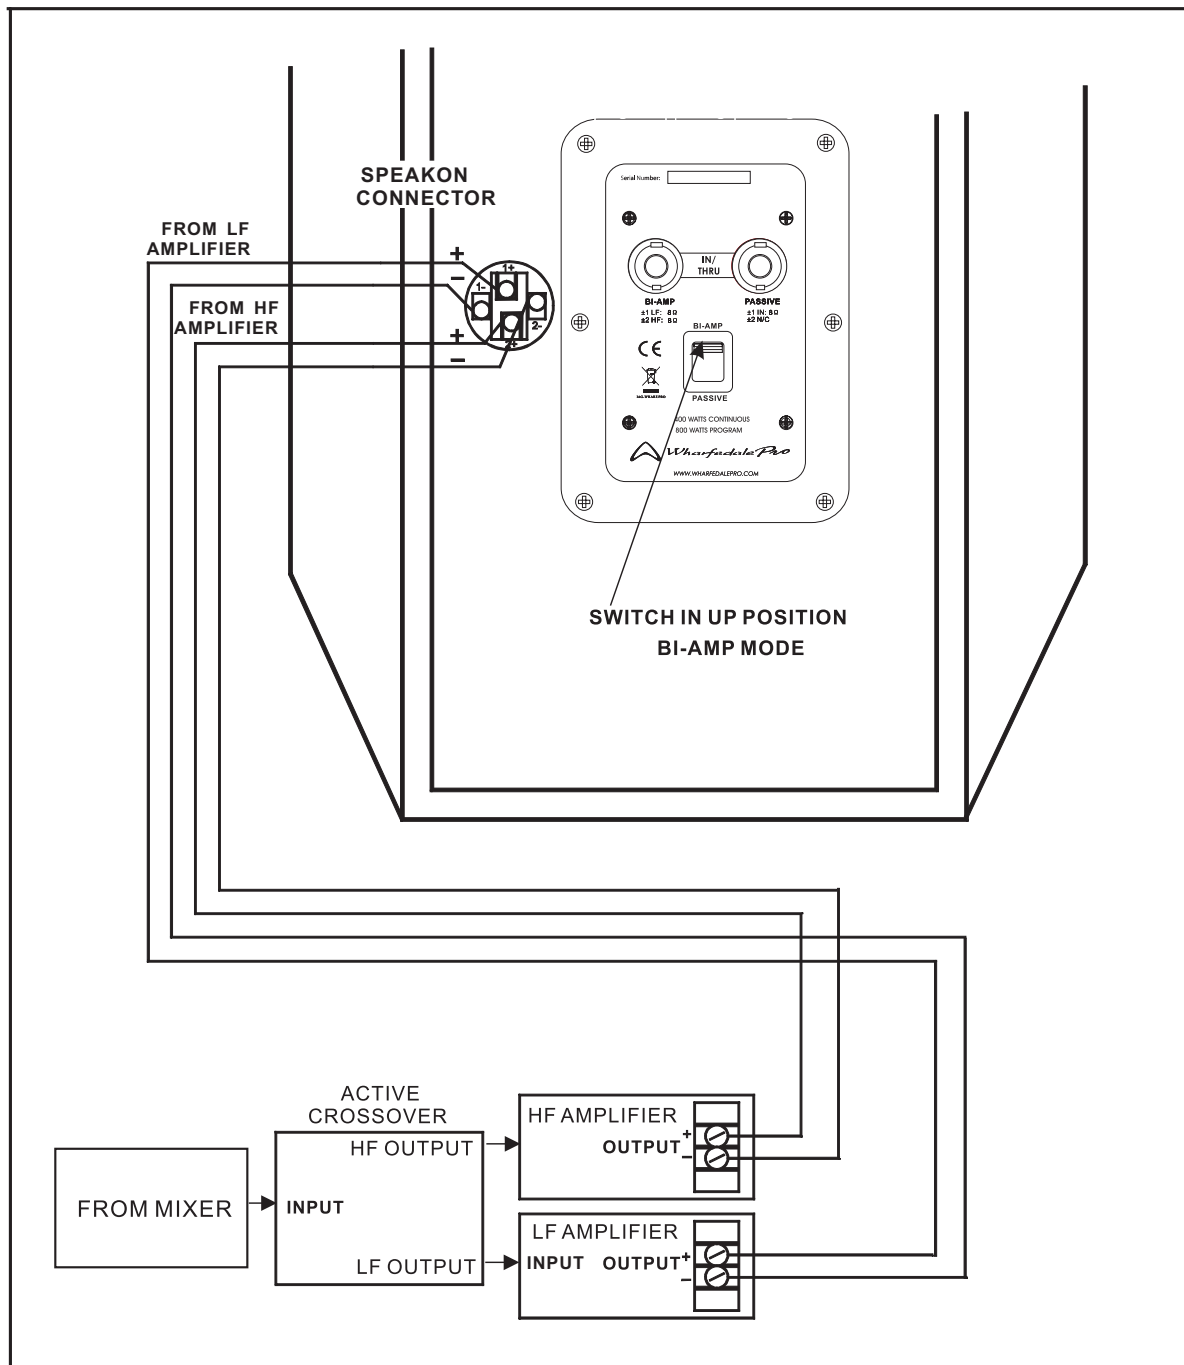 Serial Number:
SPEAKON
CONNECTOR
FROM LF
AMPLIFIER
+
−
1+
1-
2-
2+
FROM HF
AMPLIFIER
+
−
IN/
THRU
BI-AMP
±1 LF: 8Ω
±2 HF: 8Ω
PASSIVE
±1 IN: 8Ω
±2 N/C
BI-AMP
CE
PASSIVE
400 WATTS CONTINUOUS
800 WATTS PROGRAM
Wharfedale Pro
WWW.WHARFEDALEPRO.COM
SWITCH IN UP POSITION
BI-AMP MODE
ACTIVE
CROSSOVER
HF OUTPUT
INPUT
LF OUTPUT
FROM MIXER
HF AMPLIFIER
OUTPUT
+
−
LF AMPLIFIER
INPUT OUTPUT
+
−